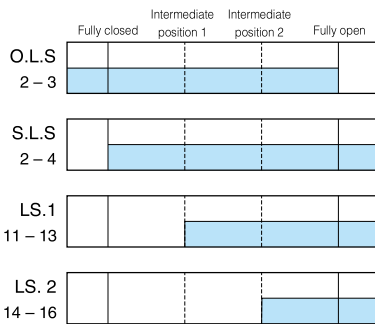 Fully closed
Intermediate
position 1
Intermediate
position 2
Fully open
O.L.S
2 – 3
S.L.S
2 – 4
LS.1
11 – 13
LS. 2
14 – 16